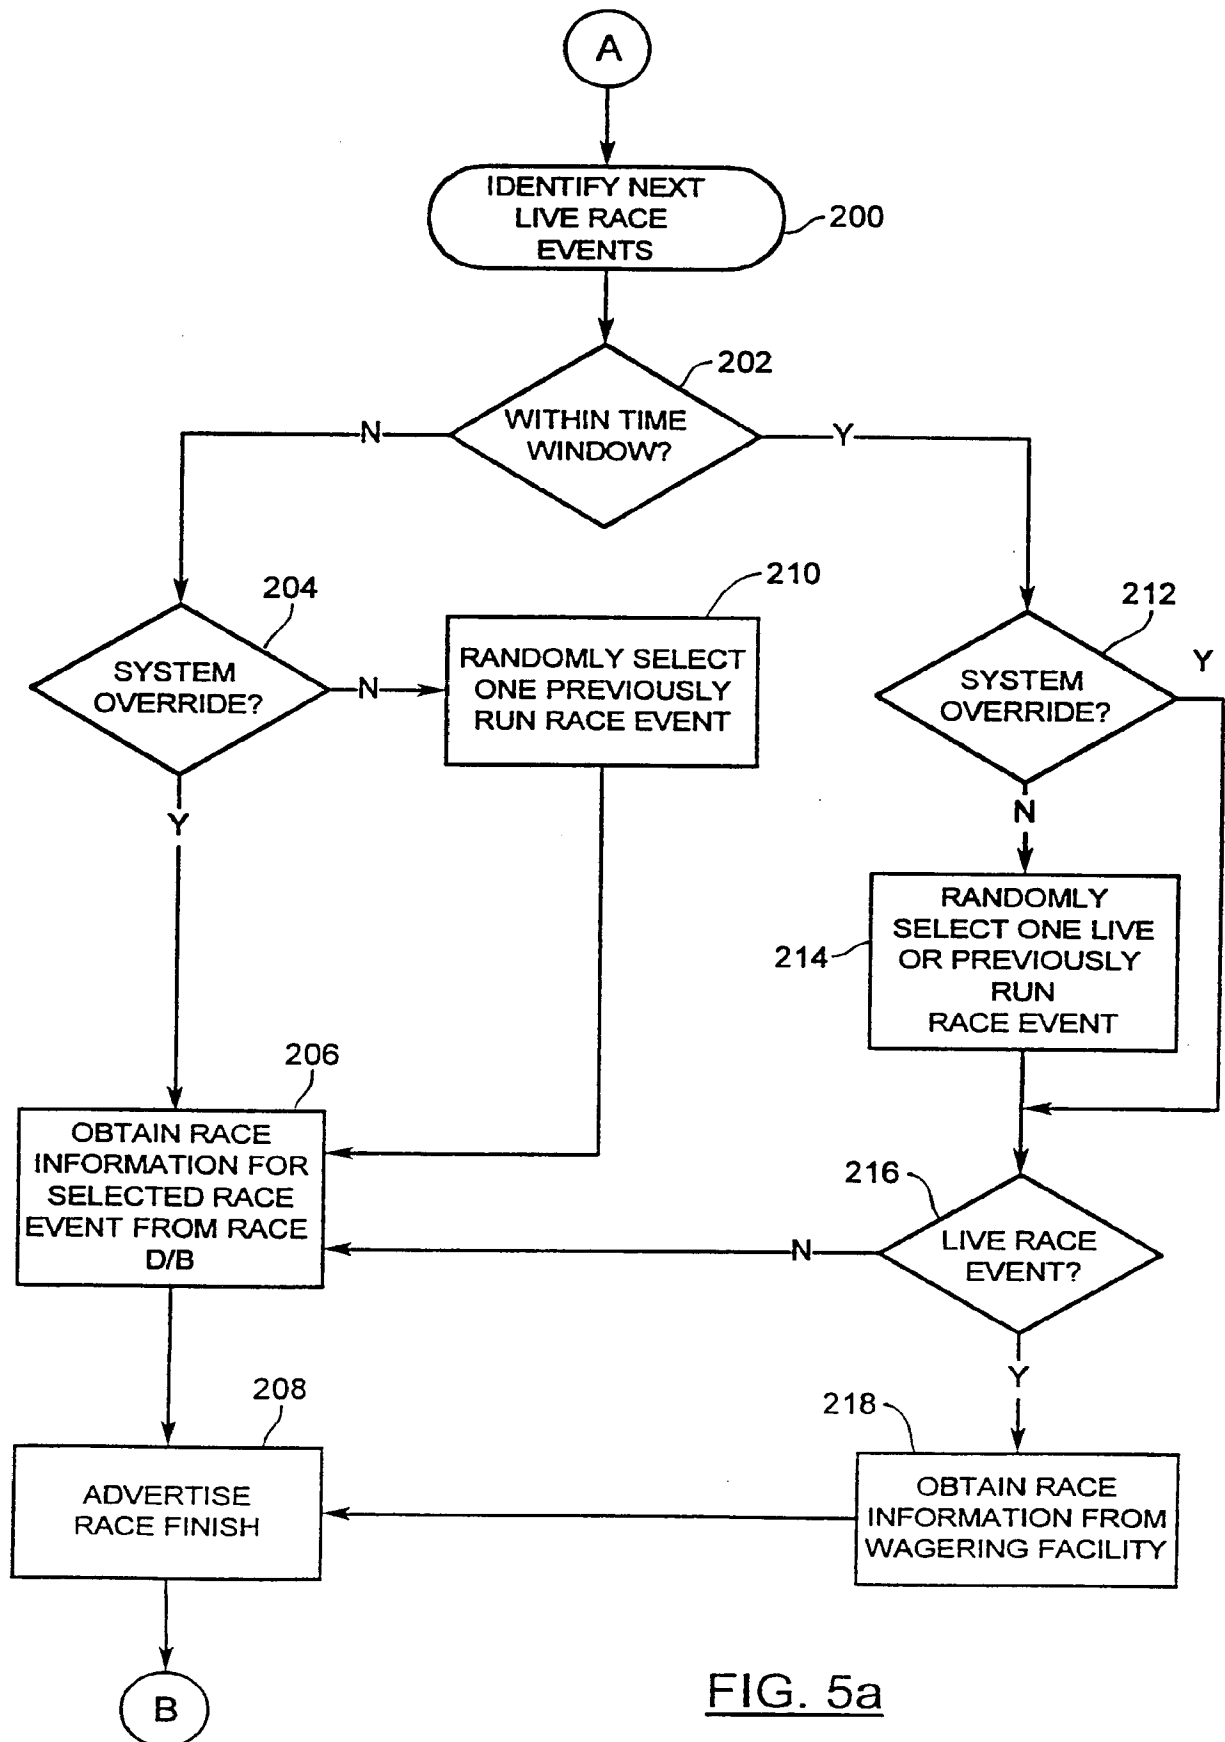 A
IDENTIFY NEXT
LIVE RACE
EVENTS
200
202
WITHIN TIME
WINDOW?
N
Y
204
SYSTEM
OVERRIDE?
N
Y
210
RANDOMLY SELECT
ONE PREVIOUSLY
RUN RACE EVENT
212
SYSTEM
OVERRIDE?
Y
N
214
RANDOMLY
SELECT ONE LIVE
OR PREVIOUSLY
RUN
RACE EVENT
206
OBTAIN RACE
INFORMATION FOR
SELECTED RACE
EVENT FROM RACE
D/B
216
LIVE RACE
EVENT?
N
Y
208
ADVERTISE
RACE FINISH
218
OBTAIN RACE
INFORMATION FROM
WAGERING FACILITY
B
FIG. 5a